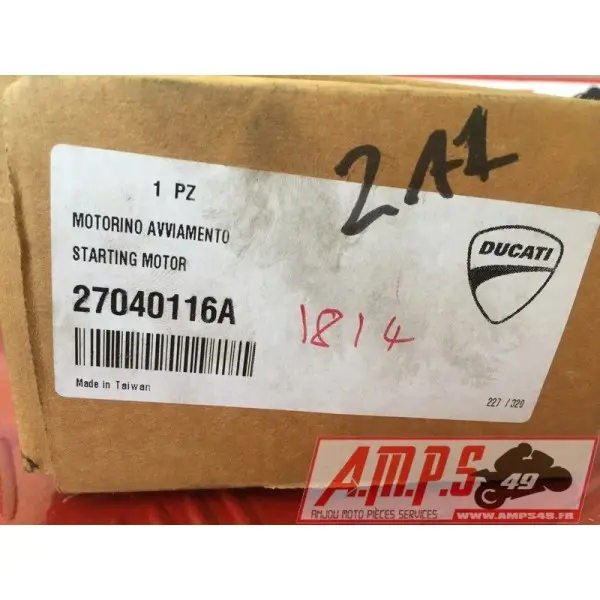 2A1
1 PZ
MOTORINO AVVIAMENTO
STARTING MOTOR
27040116A
DUCATI
1814
Made in Taiwan
227 / 320
A.M.P.S 49
ANJOU MOTO PIÈCES SERVICES
WWW.AMPS49.FR